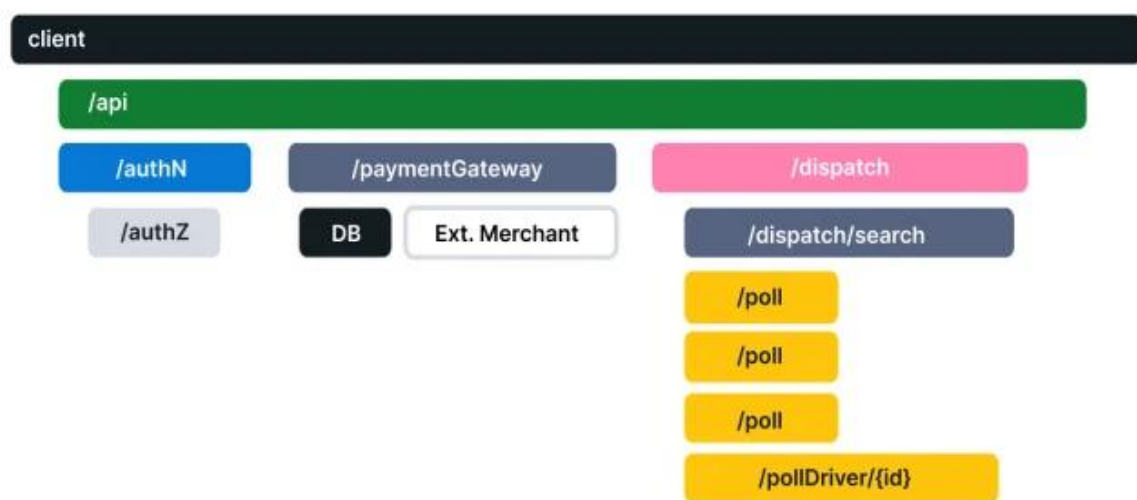 client
/api
/authN /paymentGateway /dispatch
/authZ DB Ext. Merchant /dispatch/search
/poll
/poll
/poll
/pollDriver/{id}